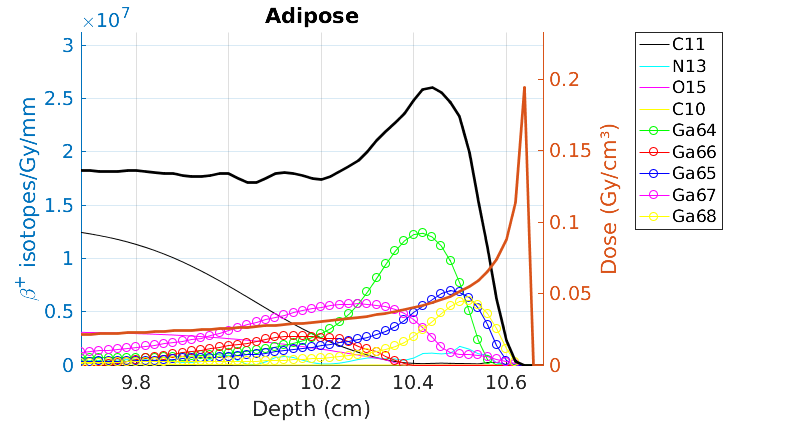 Adipose
×10⁷
3
2.5
2
1.5
1
0.5
0
β⁺ isotopes/Gy/mm
9.8 10 10.2 10.4 10.6
Depth (cm)
0.2
0.15
0.1
0.05
0
Dose (Gy/cm³)
C11
N13
O15
C10
Ga64
Ga66
Ga65
Ga67
Ga68